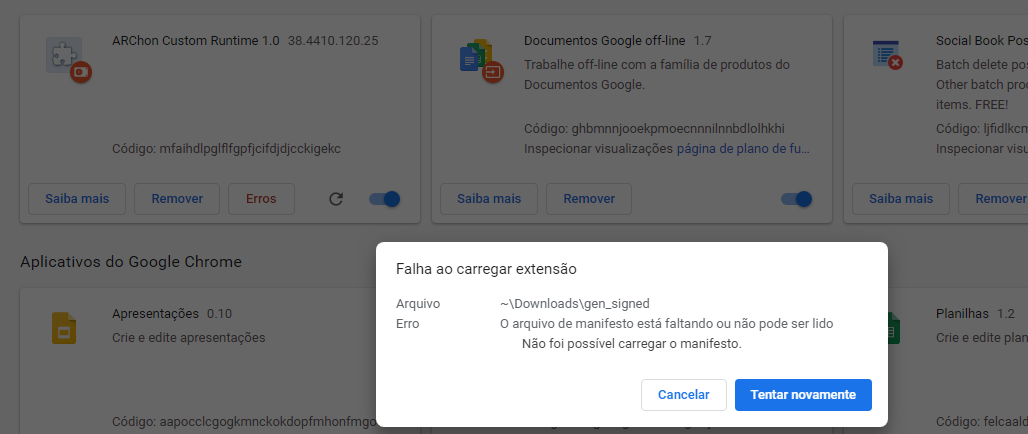 ARChon Custom Runtime 1.0 38.4410.120.25
Código: mfaihdlpglflfgpfjcifdjdjcckigekc
Saiba mais
Remover
Erros
Documentos Google off-line 1.7
Trabalhe off-line com a família de produtos do
Documentos Google.
Código: ghbmnnjooekpmoecnnnilnnbdlolhkhi
Inspecionar visualizações página de plano de fu…
Saiba mais
Remover
Social Book Pos
Batch delete pos
Other batch proc
items. FREE!
Código: ljfidlkcm
Inspecionar visu
Saiba mais
Remover
Aplicativos do Google Chrome
Apresentações 0.10
Crie e edite apresentações
Código: aapocclcgogkmnckokdopfmhonfmgo
Falha ao carregar extensão
Arquivo ~\Downloads\gen_signed
Erro O arquivo de manifesto está faltando ou não pode ser lido
Não foi possível carregar o manifesto.
Cancelar
Tentar novamente
Planilhas 1.2
Crie e edite plan
Código: felcaald